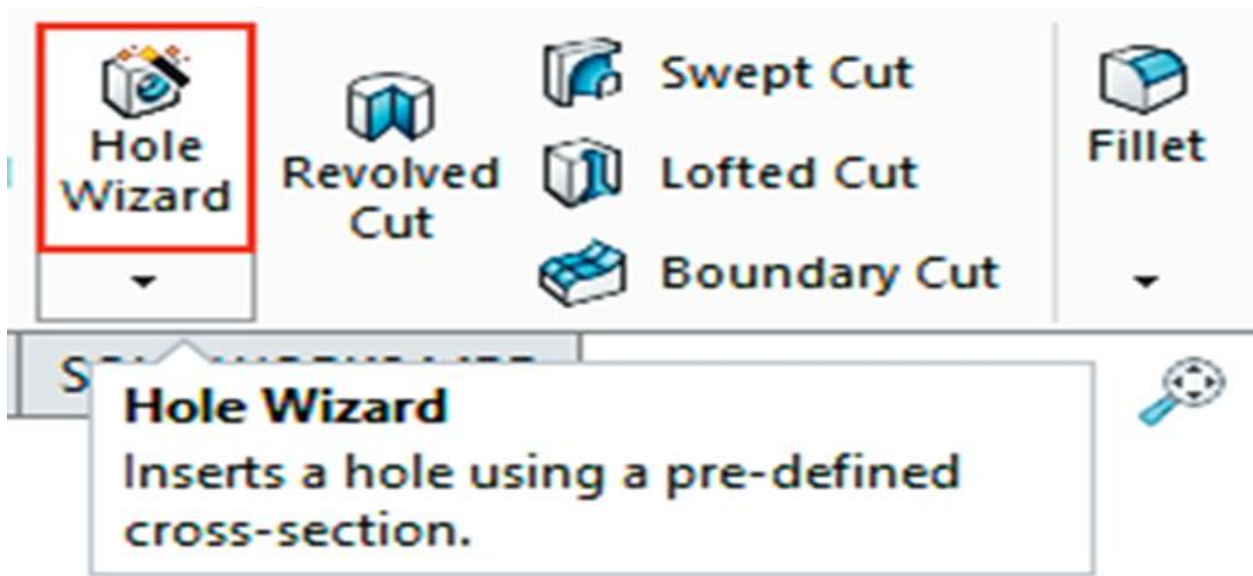 Hole
Wizard
Revolved
Cut
Swept Cut
Lofted Cut
Boundary Cut
Fillet
Hole Wizard
Inserts a hole using a pre-defined
cross-section.